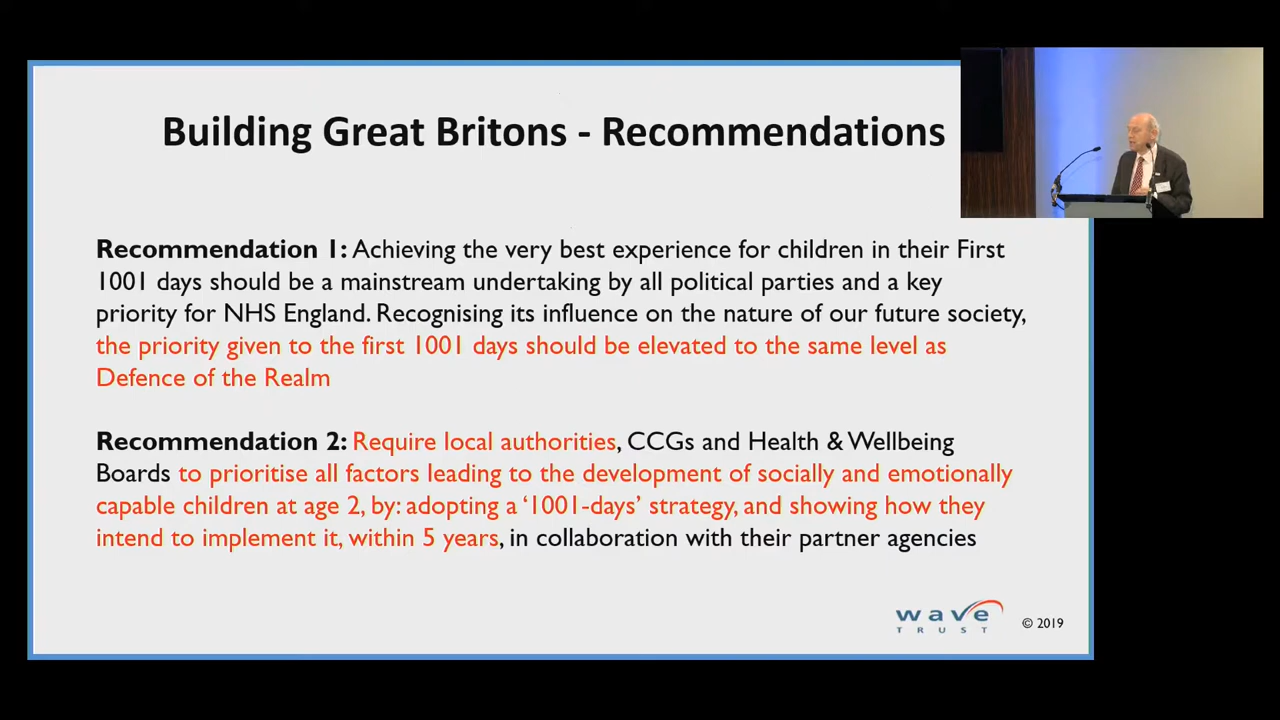 Building Great Britons - Recommendations
Recommendation 1: Achieving the very best experience for children in their First
1001 days should be a mainstream undertaking by all political parties and a key
priority for NHS England. Recognising its influence on the nature of our future society,
the priority given to the first 1001 days should be elevated to the same level as
Defence of the Realm
Recommendation 2: Require local authorities, CCGs and Health & Wellbeing
Boards to prioritise all factors leading to the development of socially and emotionally
capable children at age 2, by: adopting a ‘1001-days’ strategy, and showing how they
intend to implement it, within 5 years, in collaboration with their partner agencies
wave
TRUST
© 2019